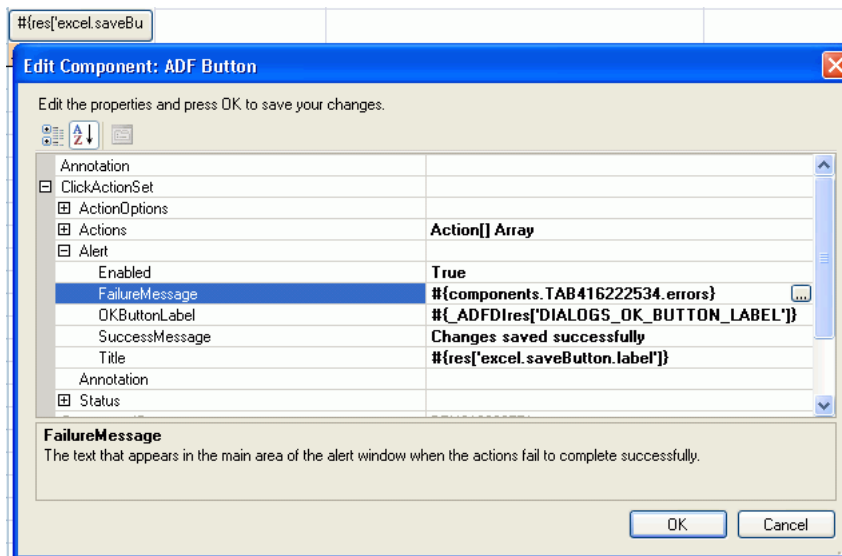 #{res['excel.saveBu
Edit Component: ADF Button
Edit the properties and press OK to save your changes.
Annotation
ClickActionSet
ActionOptions
Actions Action[] Array
Alert
Enabled True
FailureMessage #{components.TAB416222534.errors} ...
OKButtonLabel #{_ADFDIres['DIALOGS_OK_BUTTON_LABEL']}
SuccessMessage Changes saved successfully
Title #{res['excel.saveButton.label']}
Annotation
Status
FailureMessage
The text that appears in the main area of the alert window when the actions fail to complete successfully.
OK Cancel